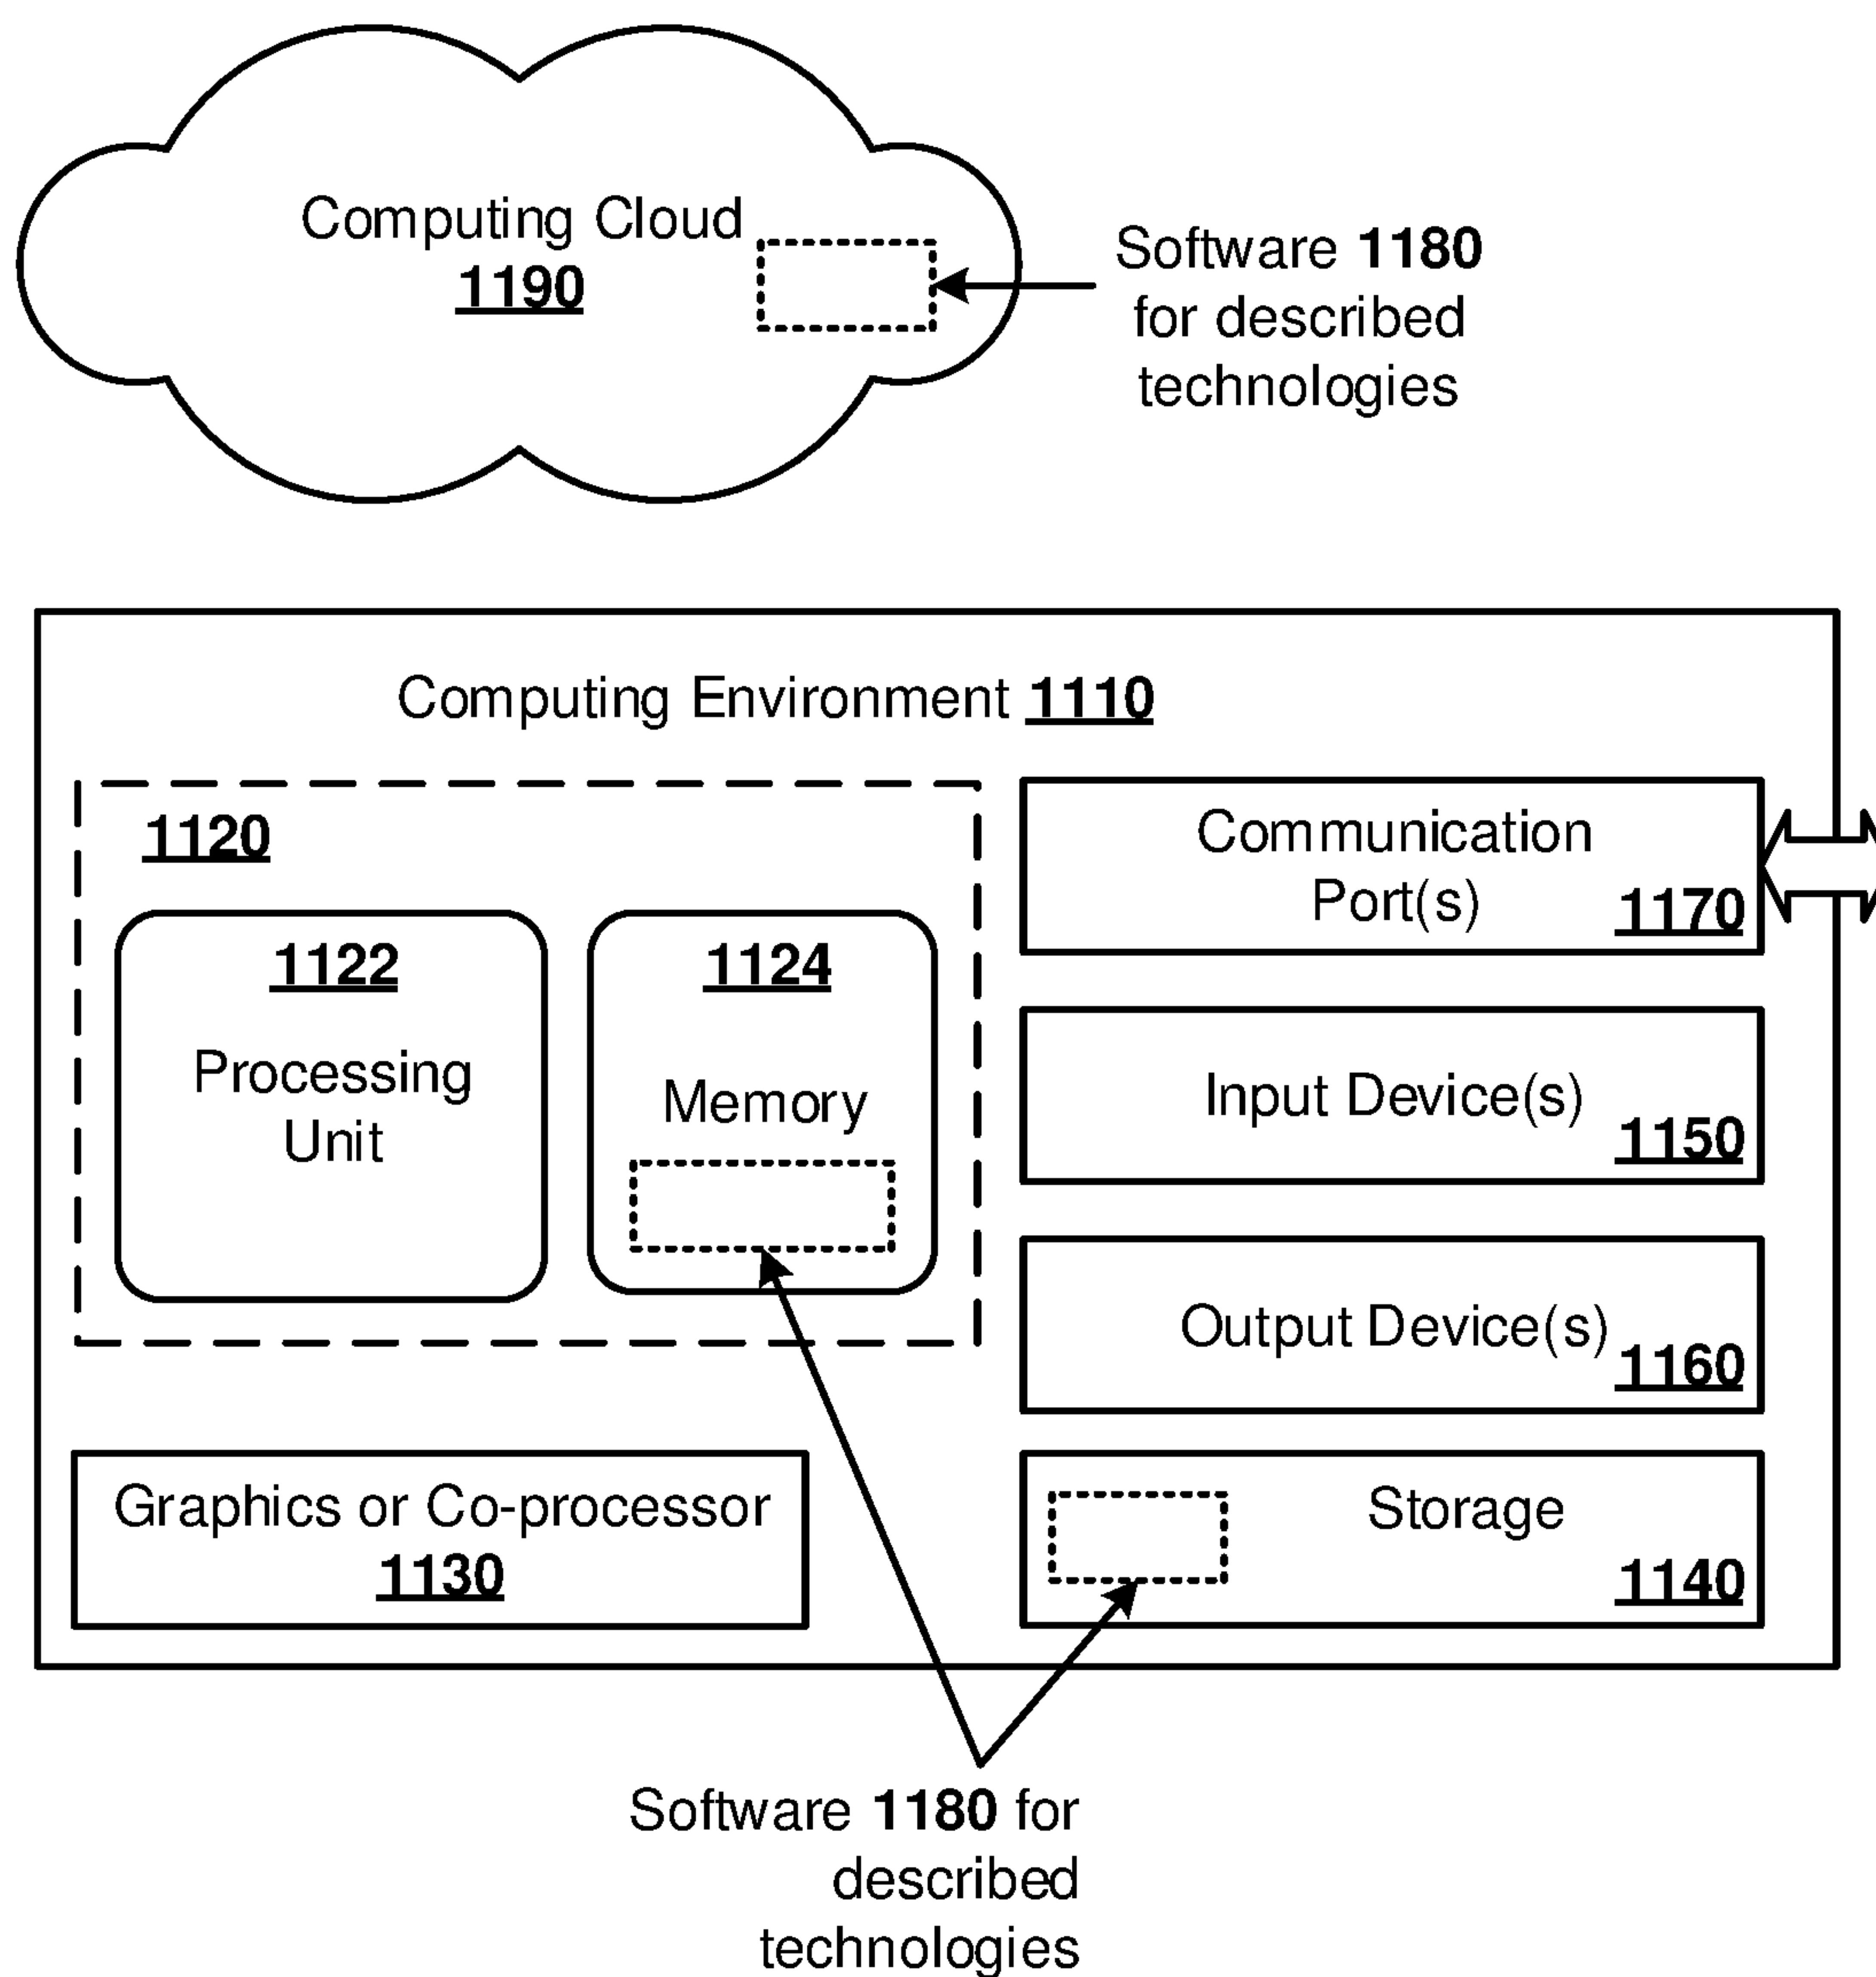 Computing Cloud
1190
Software 1180
for described
technologies
Computing Environment 1110
1120
1122
Processing
Unit
1124
Memory
Communication
Port(s)
1170
Input Device(s)
1150
Output Device(s)
1160
Graphics or Co-processor
1130
Storage
1140
Software 1180 for
described
technologies